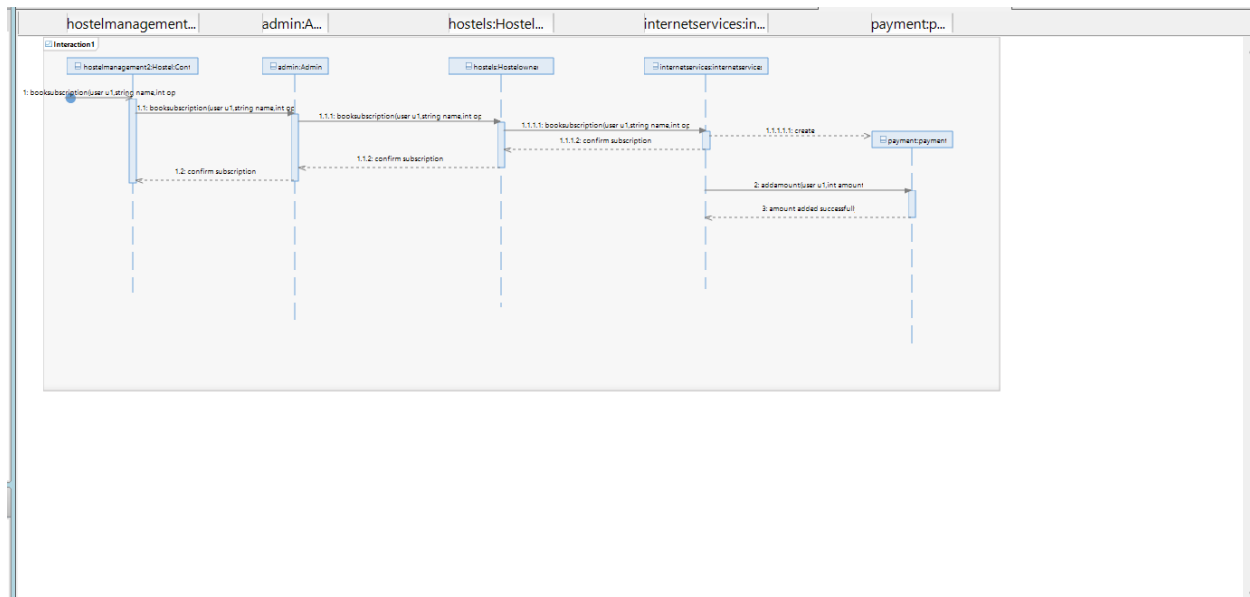 hostelmanagement... admin:A... hostels:Hostel... internetservices:in... payment:p...
Interaction1
hostelmanagement2:Hostel:Cont admin:Admin hostels:Hostelowner internetservices:internetservices
1: booksubscription(user u1,string name,int op
1.1: booksubscription(user u1,string name,int op
1.1.1: booksubscription(user u1,string name,int op
1.1.1.1: booksubscription(user u1,string name,int op
1.1.1.1.1: create
payment:payment
1.1.1.2: confirm subscription
1.1.2: confirm subscription
1.2: confirm subscription
2: addamount(user u1,int amount
3: amount added successfull